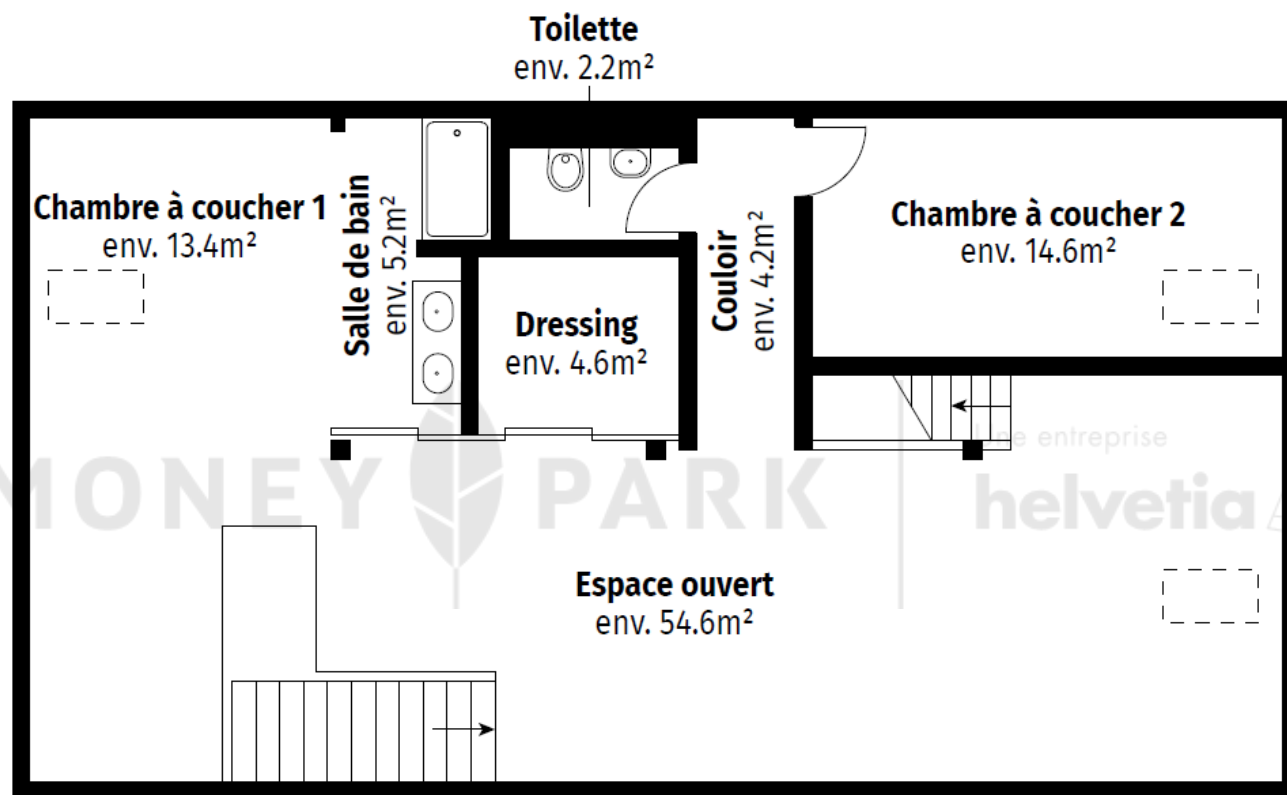 Toilette
env. 2.2m²
Chambre à coucher 1
env. 13.4m²
Salle de bain
env. 5.2m²
Dressing
env. 4.6m²
Couloir
env. 4.2m²
Chambre à coucher 2
env. 14.6m²
Espace ouvert
env. 54.6m²
MONEY PARK
Une entreprise
helvetia